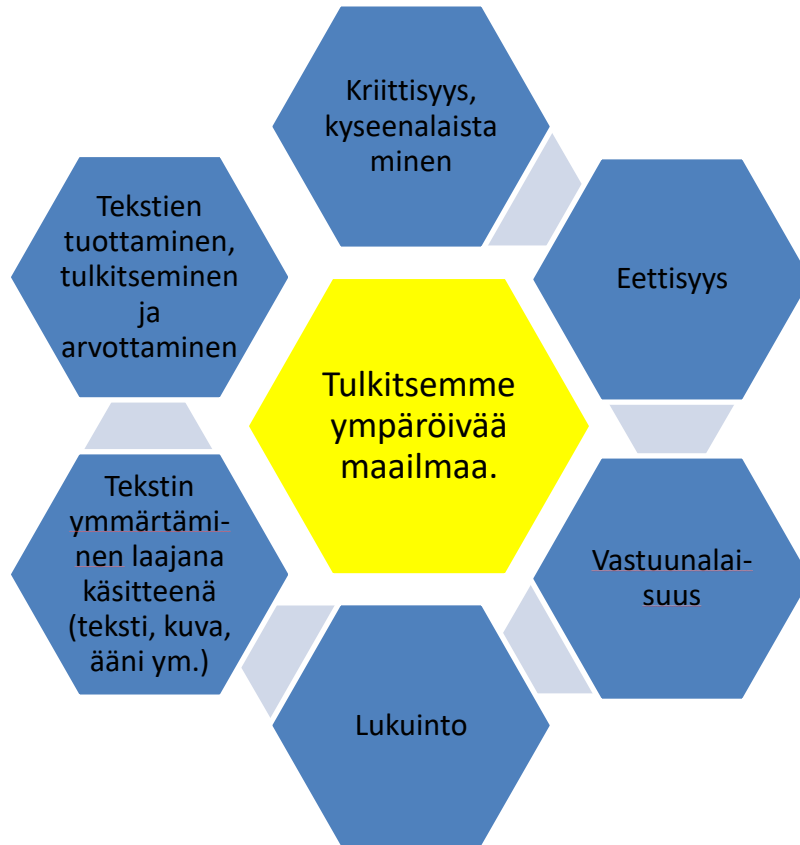 Kriittisyys,
kyseenalaista
minen
Eettisyys
Vastuunalai-
suus
Lukuinto
Tekstin
ymmärtämi-
nen laajana
käsitteenä
(teksti, kuva,
ääni ym.)
Tekstien
tuottaminen,
tulkitseminen
ja
arvottaminen
Tulkitsemme
ympäröivää
maailmaa.